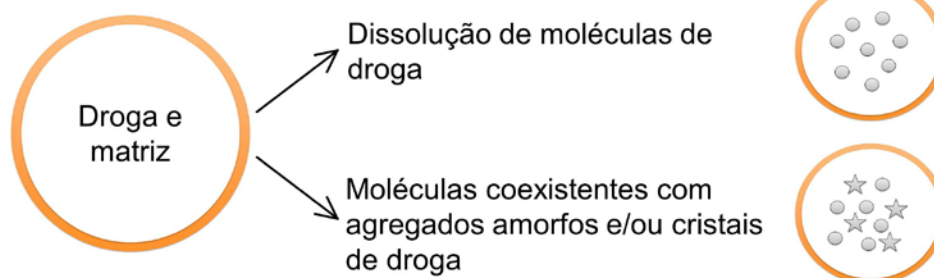 Droga e
matriz
Dissolução de moléculas de
droga
Moléculas coexistentes com
agregados amorfos e/ou cristais
de droga